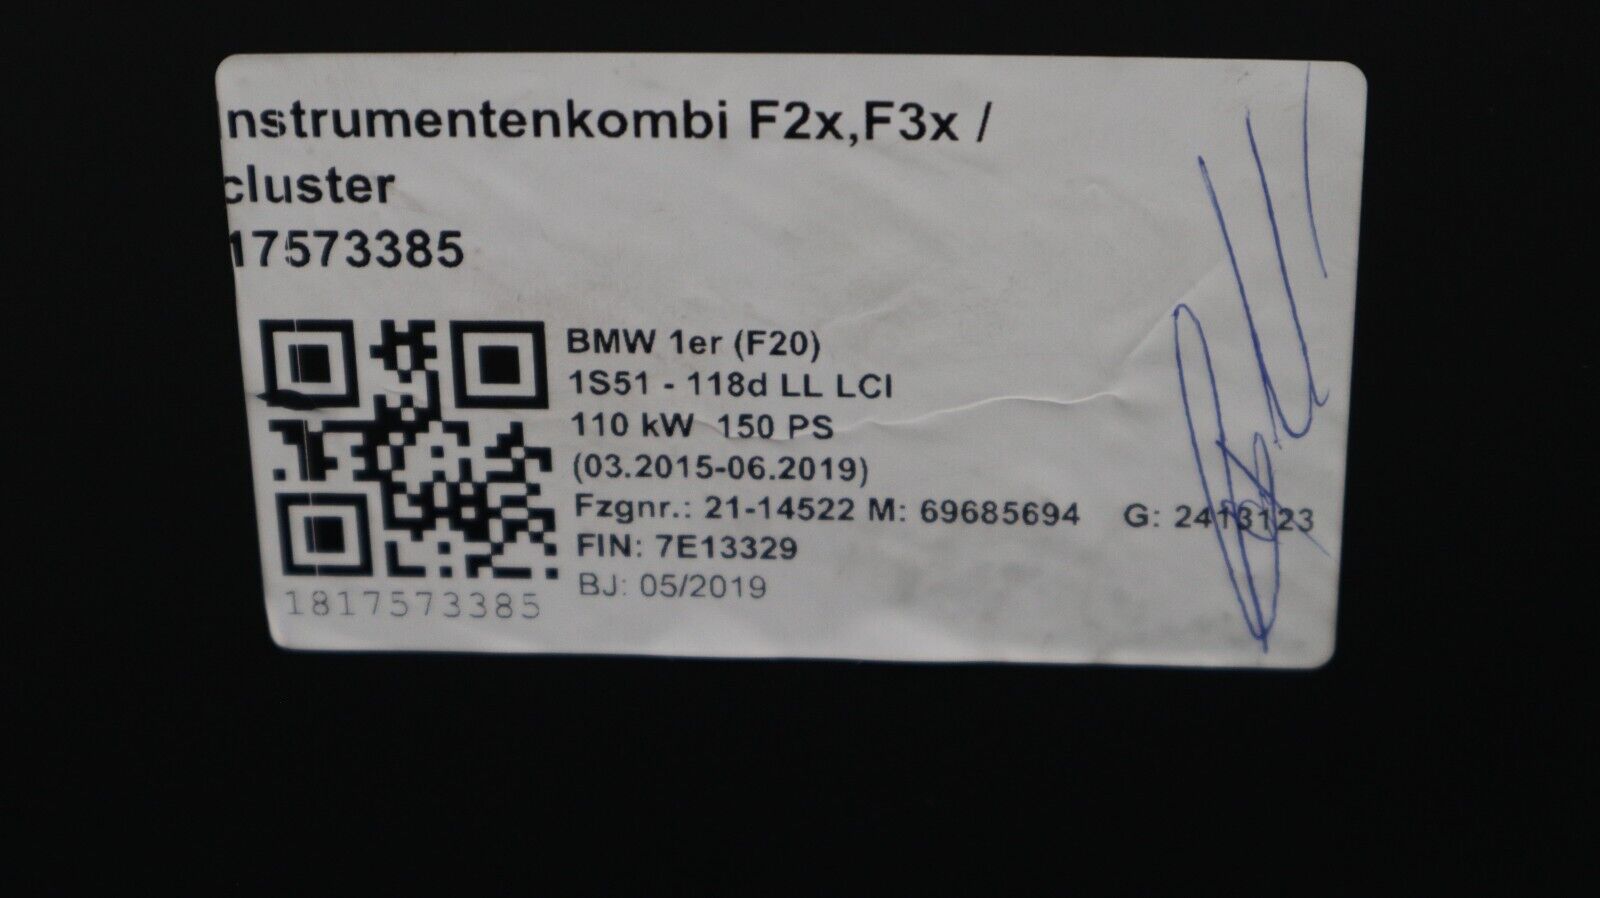 nstrumentenkombi F2x,F3x /
cluster
17573385
BMW 1er (F20)
1S51 - 118d LL LCI
110 kW 150 PS
(03.2015-06.2019)
Fzgnr.: 21-14522 M: 69685694 G: 2413123
FIN: 7E13329
BJ: 05/2019
1817573385